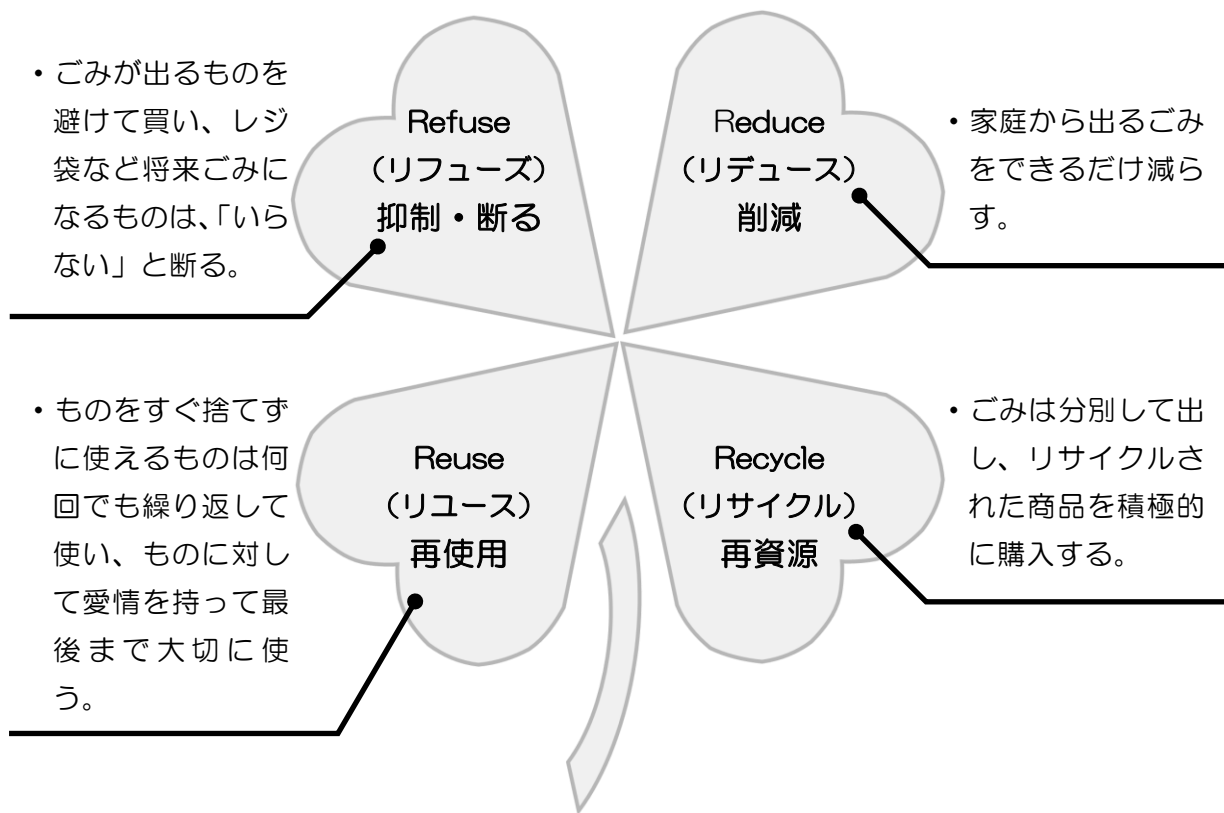 ・ごみが出るものを
避けて買い、レジ
袋など将来ごみに
なるものは、「いら
ない」と断る。
Refuse
（リフューズ）
抑制・断る
Reduce
（リデュース）
削減
・家庭から出るごみ
をできるだけ減ら
す。
・ものをすぐ捨てず
に使えるものは何
回でも繰り返して
使い、ものに対し
て愛情を持って最
後まで大切に使
う。
Reuse
（リユース）
再使用
Recycle
（リサイクル）
再資源
・ごみは分別して出
し、リサイクルさ
れた商品を積極的
に購入する。